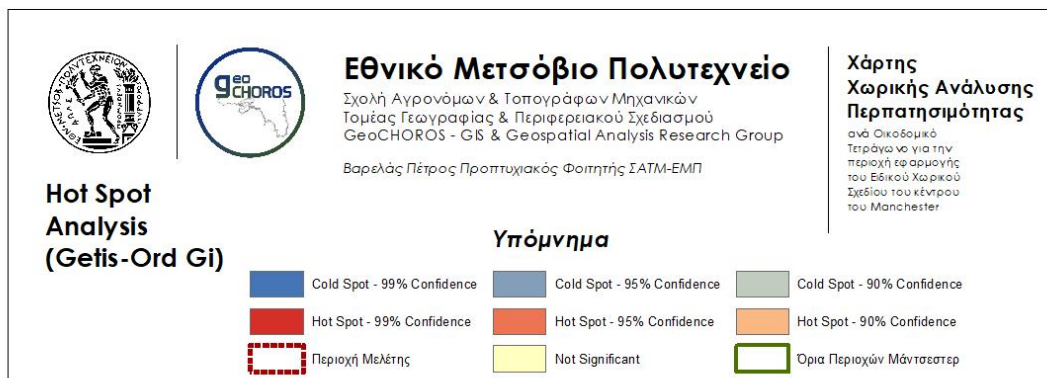 geo
CHOROS
Εθνικό Μετσόβιο Πολυτεχνείο
Σχολή Αγρονόμων & Τοπογράφων Μηχανικών
Τομέας Γεωγραφίας & Περιφερειακού Σχεδιασμού
GeoCHOROS - GIS & Geospatial Analysis Research Group
Βαρελάς Πέτρος Προπτυχιακός Φοιτητής ΣΑΤΜ-ΕΜΠ
Χάρτης
Χωρικής Ανάλυσης
Περπατησιμότητας
ανά Οικοδομικό
Τετράγωνο για την
περιοχή εφαρμογής
του Ειδικού Χωρικού
Σχεδίου του κέντρου
του Manchester
Hot Spot
Analysis
(Getis-Ord Gi)
Υπόμνημα
Cold Spot - 99% Confidence
Cold Spot - 95% Confidence
Cold Spot - 90% Confidence
Hot Spot - 99% Confidence
Hot Spot - 95% Confidence
Hot Spot - 90% Confidence
Περιοχή Μελέτης
Not Significant
Όρια Περιοχών Μάντσεστερ